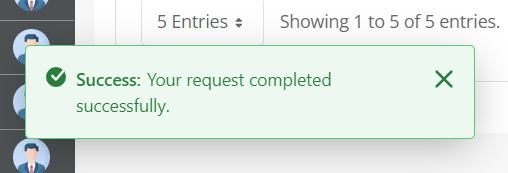 5 Entries Showing 1 to 5 of 5 entries.
Success: Your request completed
successfully.